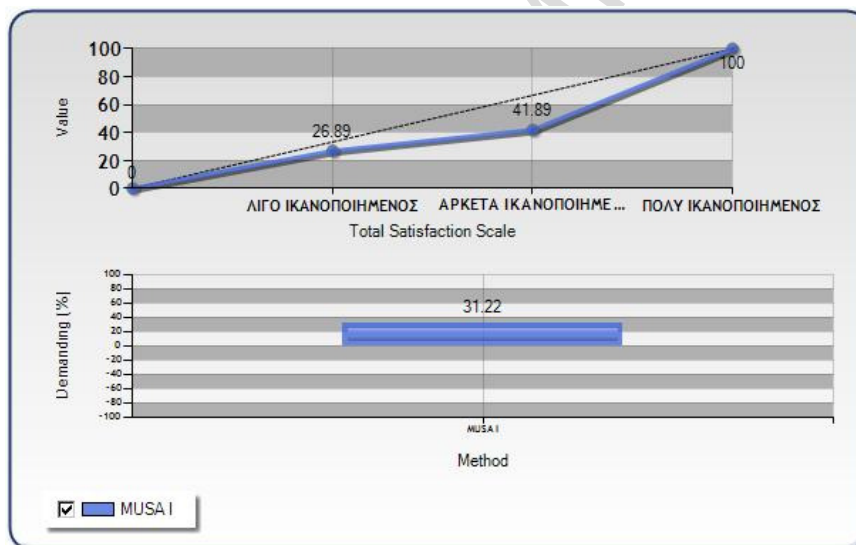 Value
100
80
60
40
20
0
0
26.89
41.89
100
ΛΙΓΟ ΙΚΑΝΟΠΟΙΗΜΕΝΟΣ
ΑΡΚΕΤΑ ΙΚΑΝΟΠΟΙΗΜΕ...
ΠΟΛΥ ΙΚΑΝΟΠΟΙΗΜΕΝΟΣ
Total Satisfaction Scale
Demanding [%]
100
80
60
40
20
0
-20
-40
-60
-80
-100
31.22
MUSA I
Method
MUSA I